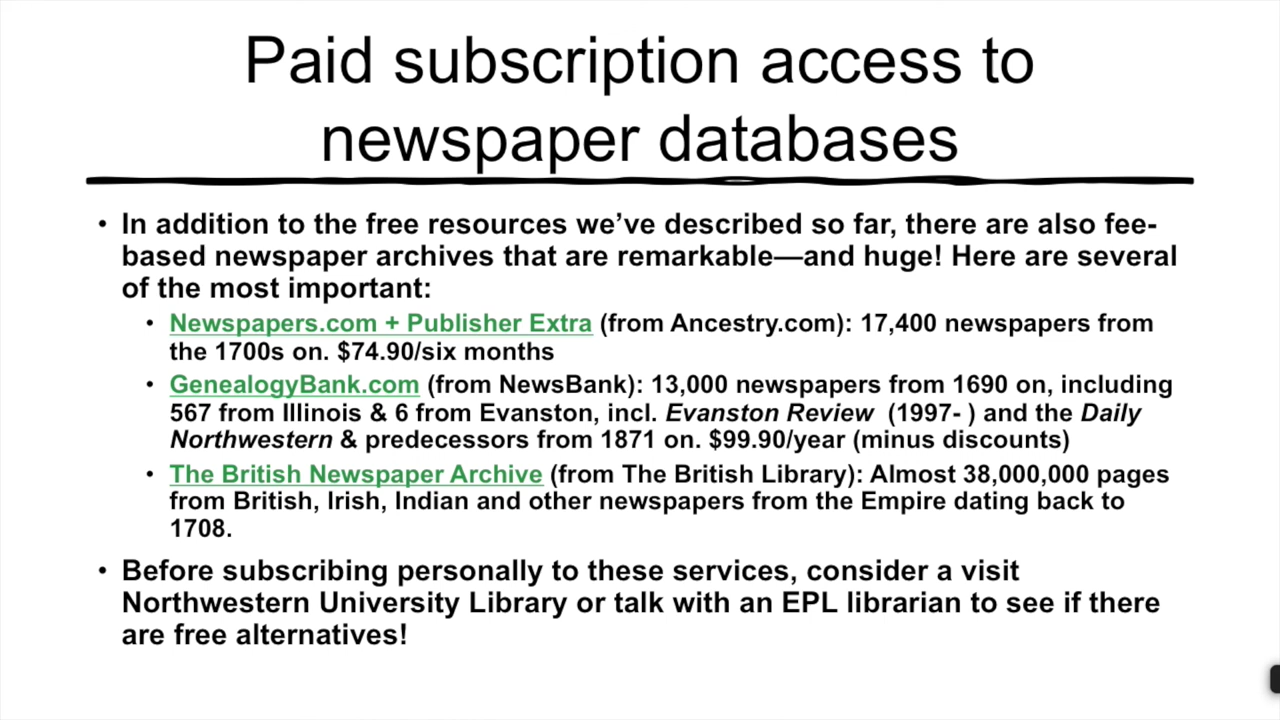 Paid subscription access to
newspaper databases
• In addition to the free resources we’ve described so far, there are also fee-
based newspaper archives that are remarkable—and huge! Here are several
of the most important:
• Newspapers.com + Publisher Extra (from Ancestry.com): 17,400 newspapers from
the 1700s on. $74.90/six months
• GenealogyBank.com (from NewsBank): 13,000 newspapers from 1690 on, including
567 from Illinois & 6 from Evanston, incl. Evanston Review (1997- ) and the Daily
Northwestern & predecessors from 1871 on. $99.90/year (minus discounts)
• The British Newspaper Archive (from The British Library): Almost 38,000,000 pages
from British, Irish, Indian and other newspapers from the Empire dating back to
1708.
• Before subscribing personally to these services, consider a visit
Northwestern University Library or talk with an EPL librarian to see if there
are free alternatives!